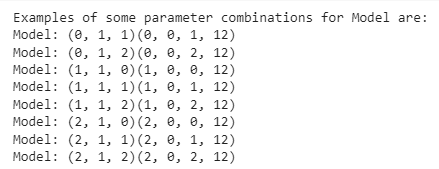 Examples of some parameter combinations for Model are:
Model: (0, 1, 1)(0, 0, 1, 12)
Model: (0, 1, 2)(0, 0, 2, 12)
Model: (1, 1, 0)(1, 0, 0, 12)
Model: (1, 1, 1)(1, 0, 1, 12)
Model: (1, 1, 2)(1, 0, 2, 12)
Model: (2, 1, 0)(2, 0, 0, 12)
Model: (2, 1, 1)(2, 0, 1, 12)
Model: (2, 1, 2)(2, 0, 2, 12)